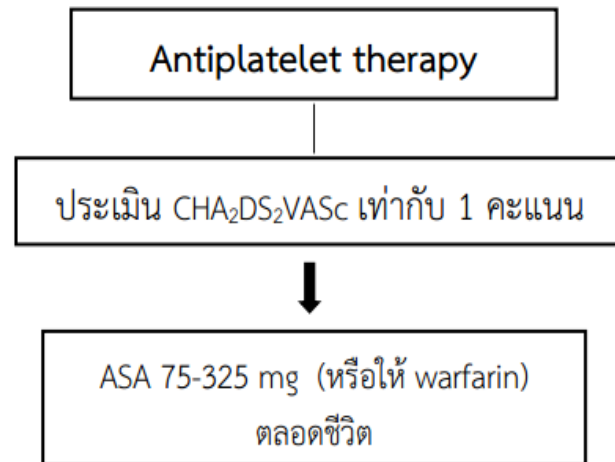 Antiplatelet therapy
ประเมิน CHA₂DS₂VASc เท่ากับ 1 คะแนน
ASA 75-325 mg (หรือให้ warfarin)
ตลอดชีวิต